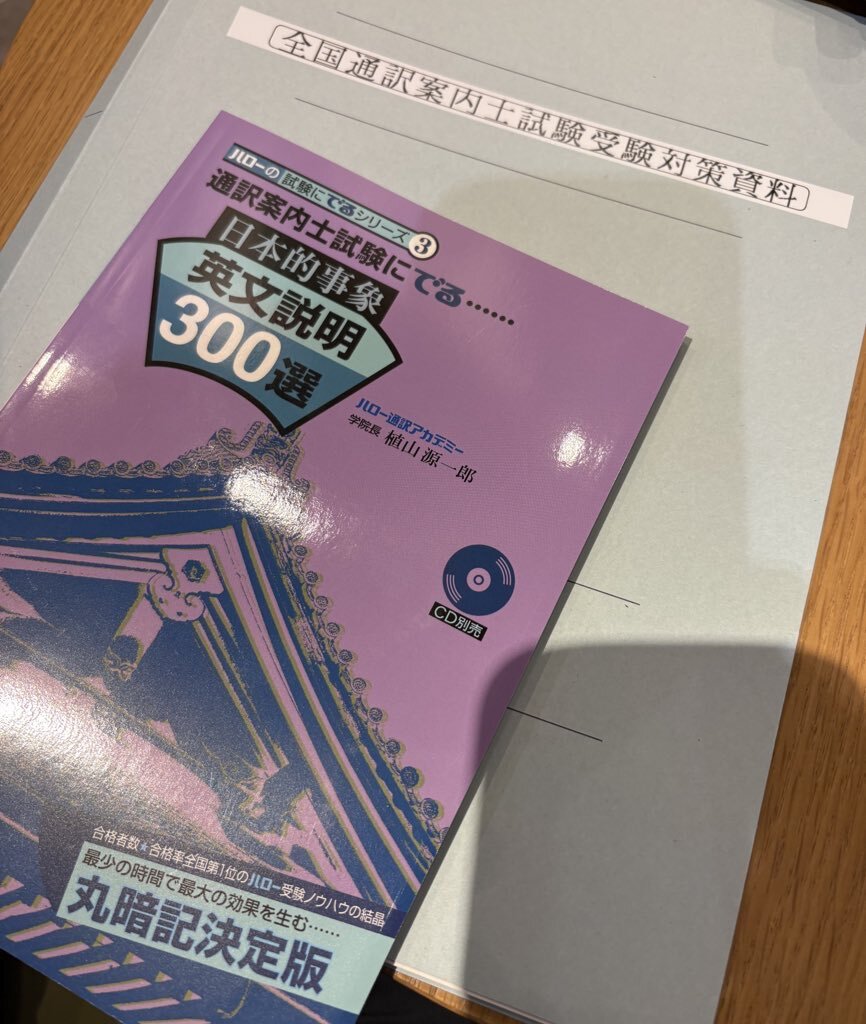 〔全国通訳案内士試験受験対策資料〕
ハローの試験にでるシリーズ3
通訳案内士試験にでる……
日本的事象
英文説明
300選
ハロー通訳アカデミー
学院長 植山源一郎
CD別売
合格者数★合格率全国第1位のハロー受験ノウハウの結晶
最少の時間で最大の効果を生む……
丸暗記決定版